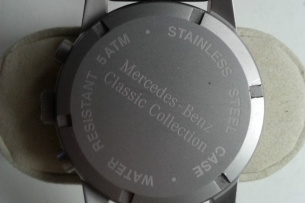 STAINLESS STEEL CASE • WATER RESISTANT 5 ATM •
Mercedes-Benz
Classic Collection